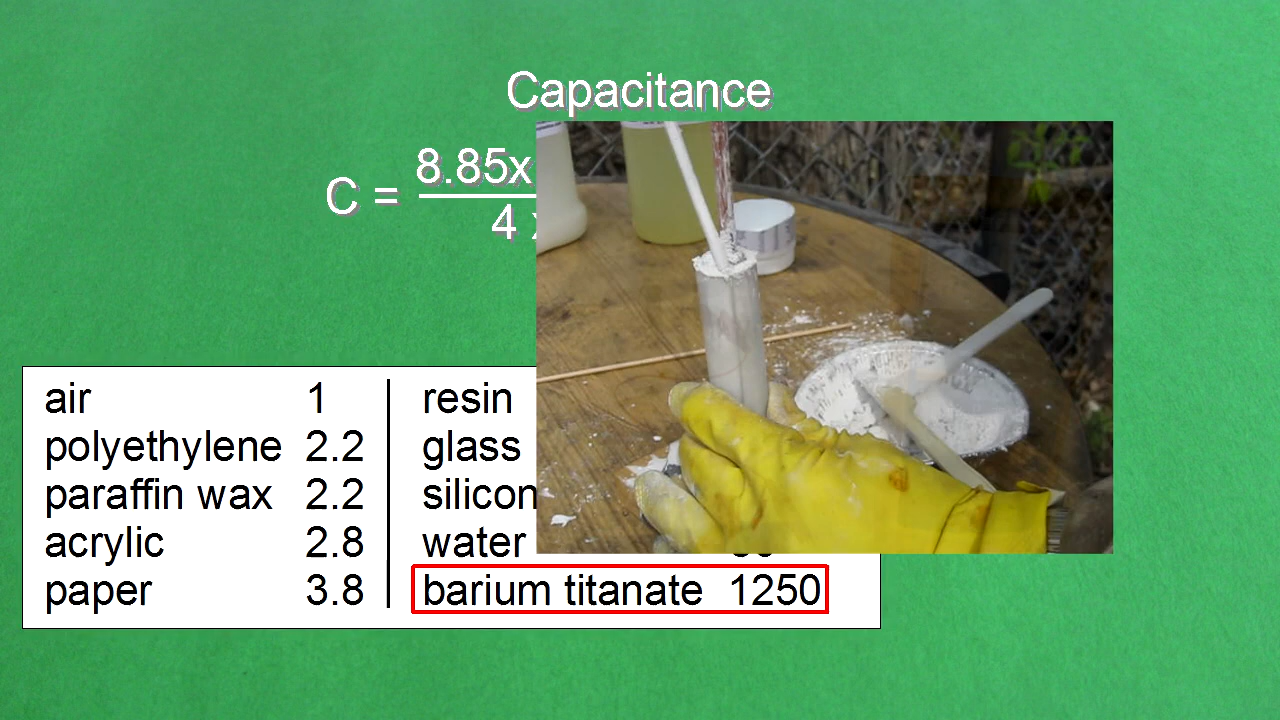 Capacitance
C = 8.85x
4 x
air 1
polyethylene 2.2
paraffin wax 2.2
acrylic 2.8
paper 3.8
resin
glass
silicon
water
barium titanate 1250